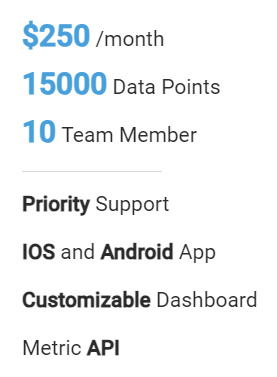 $250 /month
15000 Data Points
10 Team Member
Priority Support
IOS and Android App
Customizable Dashboard
Metric API